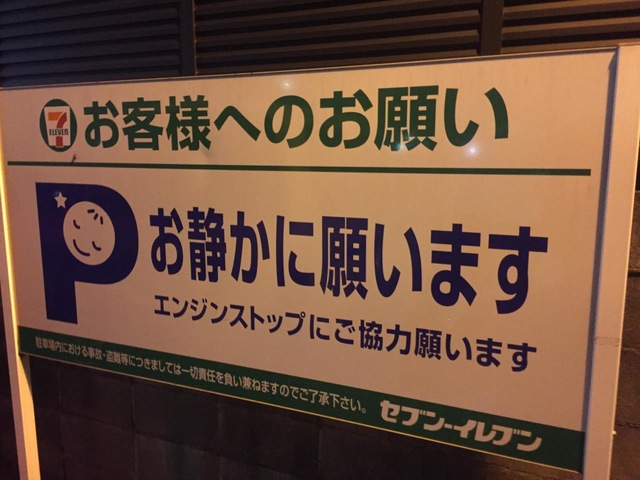 7 ELEVEN
お客様へのお願い
P
お静かに願います
エンジンストップにご協力願います
駐車場内における事故・盗難等につきましては一切責任を負い兼ねますのでご了承下さい。
セブン-イレブン